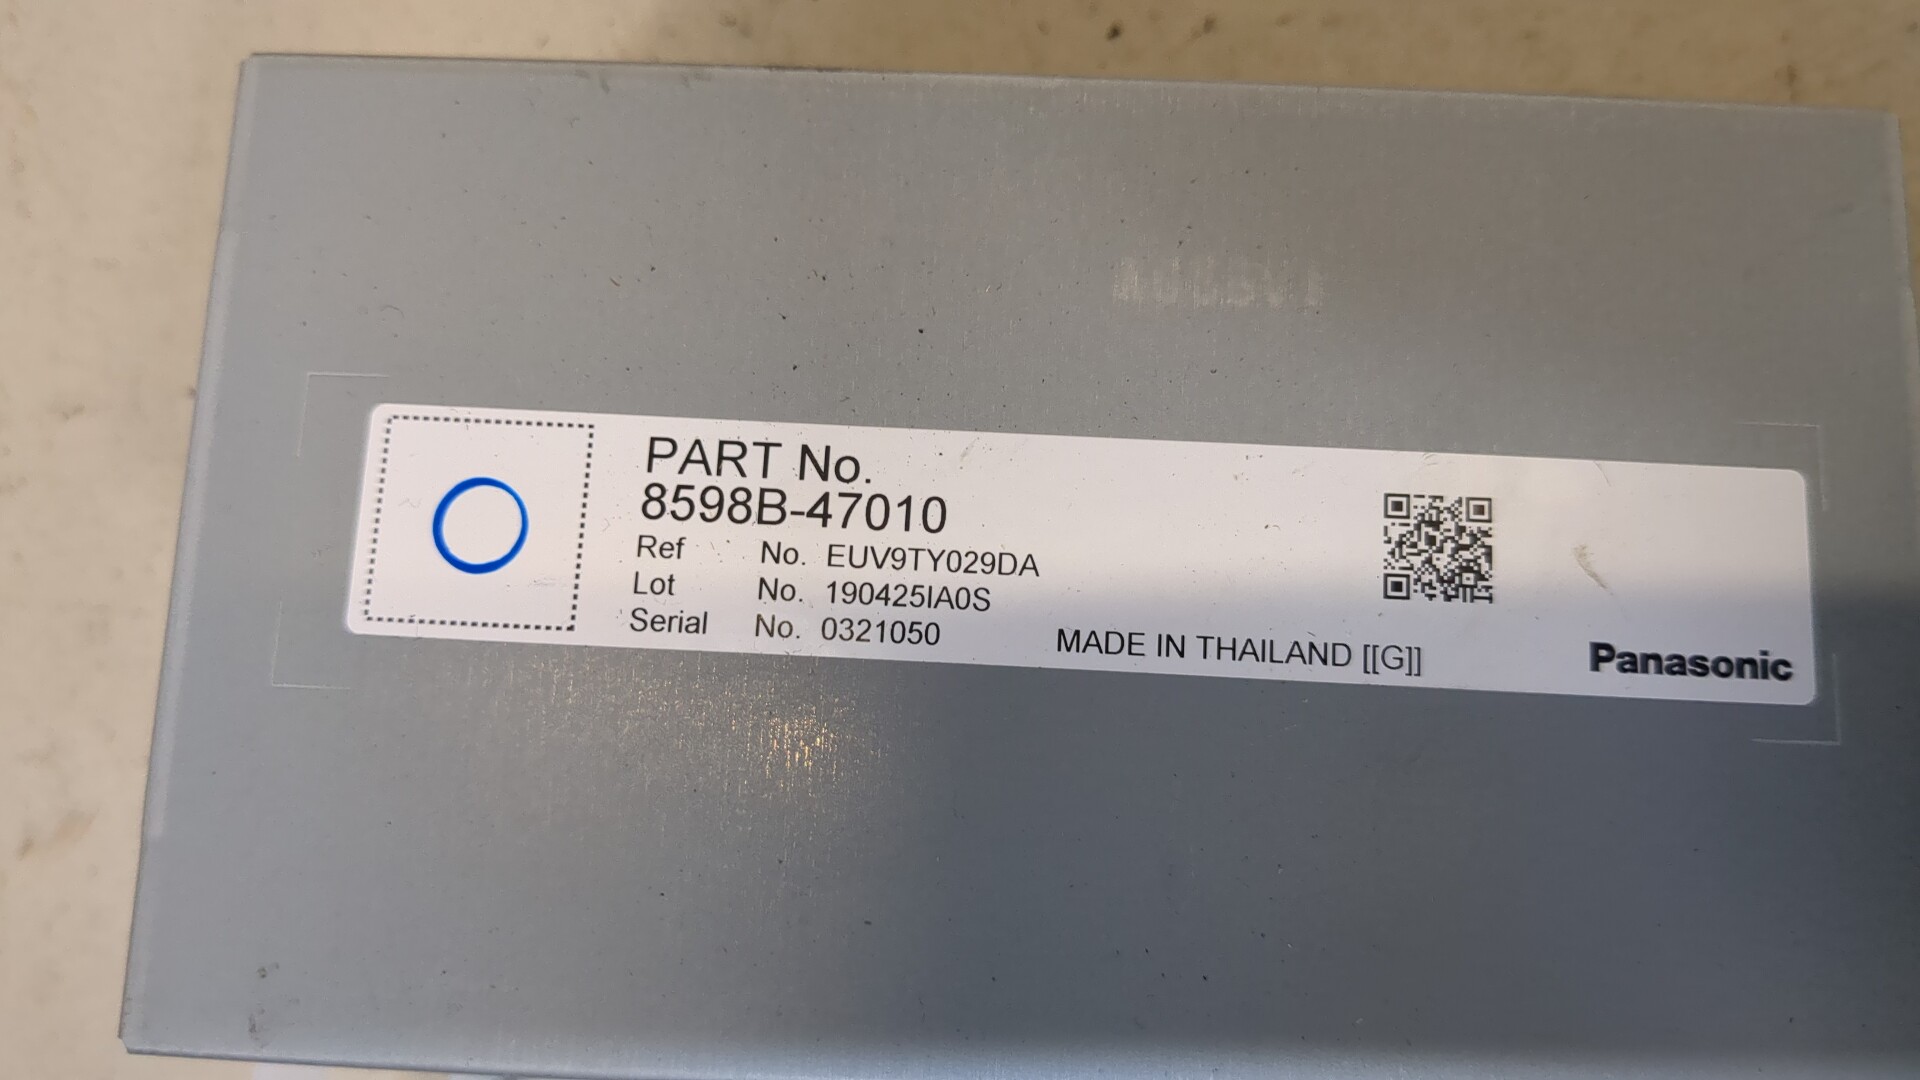 PART No.
8598B-47010
Ref No. EUV9TY029DA
Lot No. 190425IA0S
Serial No. 0321050
MADE IN THAILAND [[G]]
Panasonic